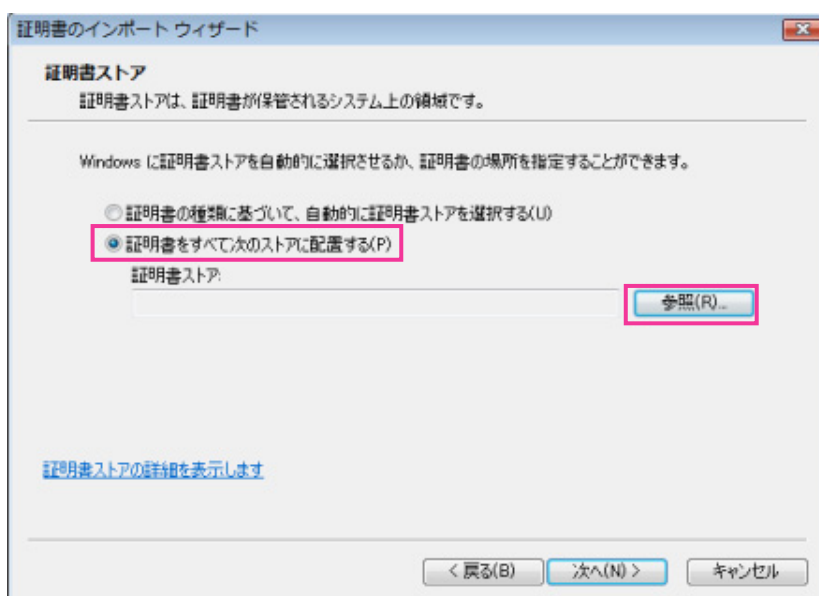 証明書のインポート ウィザード
証明書ストア
証明書ストアは、証明書が保管されるシステム上の領域です。
Windows に証明書ストアを自動的に選択させるか、証明書の場所を指定することができます。
証明書の種類に基づいて、自動的に証明書ストアを選択する(U)
証明書をすべて次のストアに配置する(P)
証明書ストア:
参照(R)...
証明書ストアの詳細を表示します
< 戻る(B) 次へ(N) > キャンセル